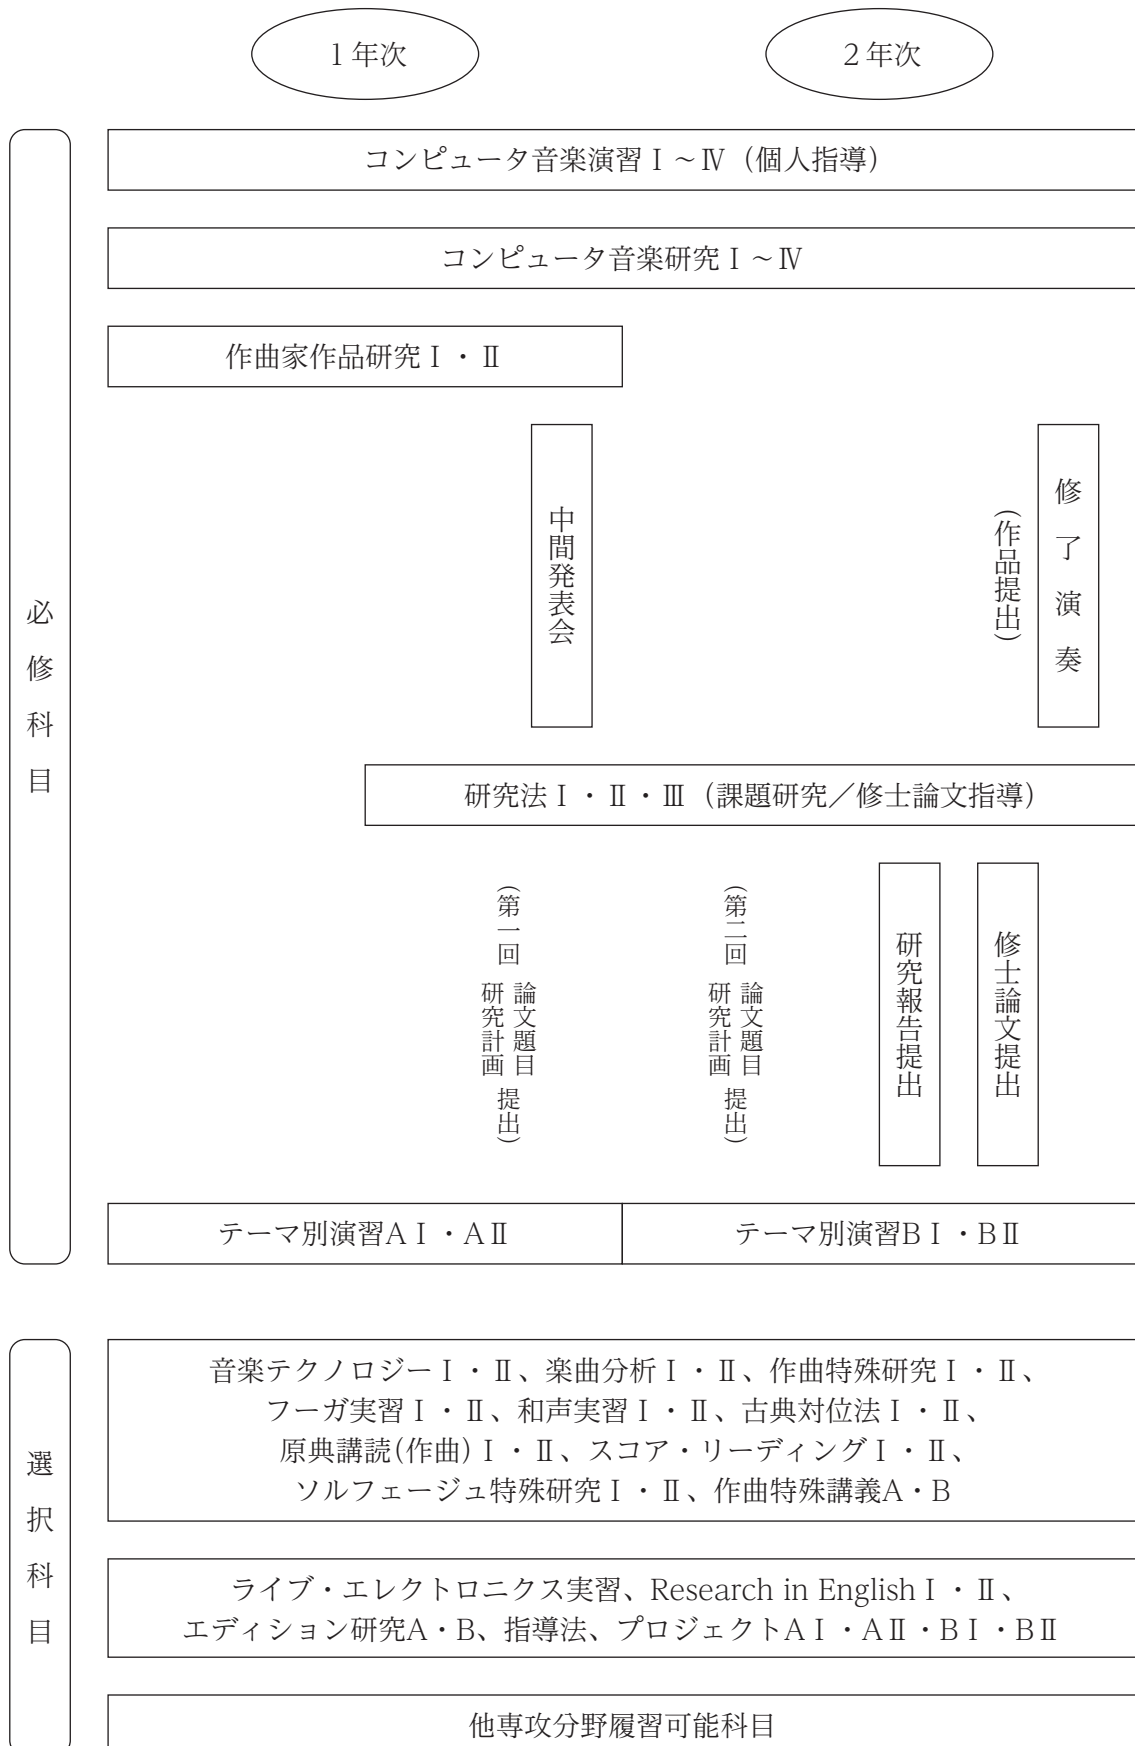 1年次
2年次
必修科目
コンピュータ音楽演習Ⅰ～Ⅳ（個人指導）
コンピュータ音楽研究Ⅰ～Ⅳ
作曲家作品研究Ⅰ・Ⅱ
中間発表会
修了演奏
（作品提出）
研究法Ⅰ・Ⅱ・Ⅲ（課題研究／修士論文指導）
（第一回 論文題目 研究計画 提出）
（第二回 論文題目 研究計画 提出）
研究報告提出
修士論文提出
テーマ別演習AⅠ・AⅡ
テーマ別演習BⅠ・BⅡ
選択科目
音楽テクノロジーⅠ・Ⅱ、楽曲分析Ⅰ・Ⅱ、作曲特殊研究Ⅰ・Ⅱ、
フーガ実習Ⅰ・Ⅱ、和声実習Ⅰ・Ⅱ、古典対位法Ⅰ・Ⅱ、
原典講読(作曲)Ⅰ・Ⅱ、スコア・リーディングⅠ・Ⅱ、
ソルフェージュ特殊研究Ⅰ・Ⅱ、作曲特殊講義A・B
ライブ・エレクトロニクス実習、Research in EnglishⅠ・Ⅱ、
エディション研究A・B、指導法、プロジェクトAⅠ・AⅡ・BⅠ・BⅡ
他専攻分野履修可能科目